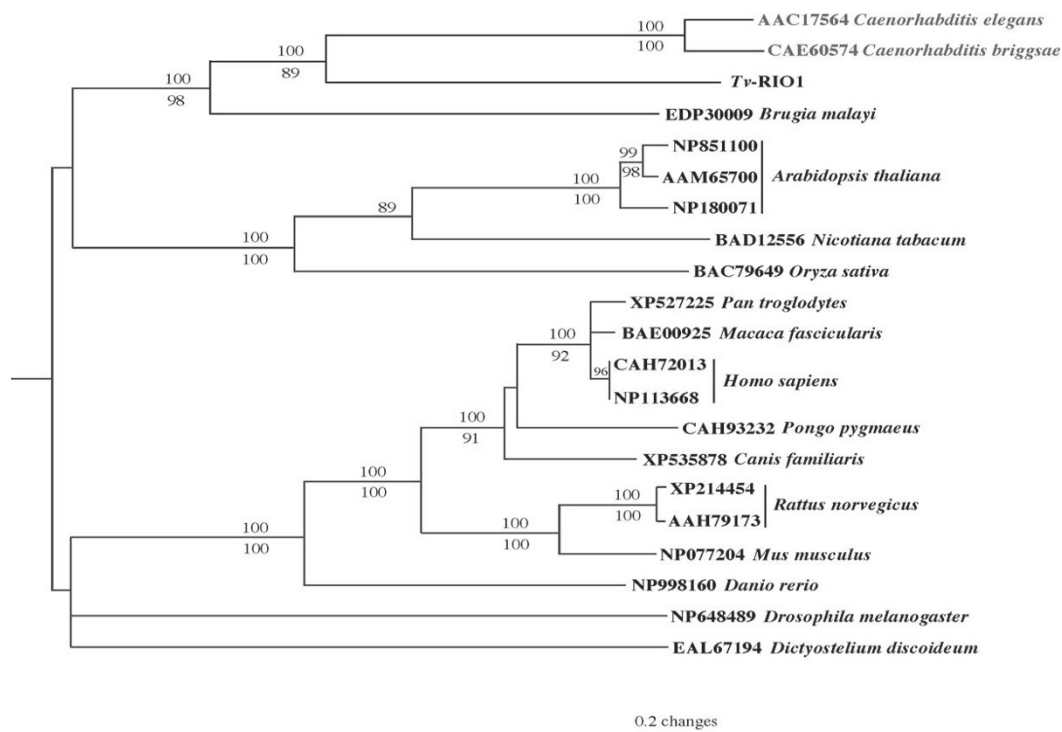 AAC17564 Caenorhabditis elegans
100
100
CAE60574 Caenorhabditis briggsae
100
89
Tv-RIO1
100
98
EDP30009 Brugia malayi
NP851100
99
98
AAM65700
Arabidopsis thaliana
100
100
NP180071
89
BAD12556 Nicotiana tabacum
100
100
BAC79649 Oryza sativa
XP527225 Pan troglodytes
100
92
BAE00925 Macaca fascicularis
CAH72013
96
Homo sapiens
NP113668
100
91
CAH93232 Pongo pygmaeus
XP535878 Canis familiaris
100
100
XP214454
100
100
Rattus norvegicus
AAH79173
100
100
100
100
NP077204 Mus musculus
NP998160 Danio rerio
NP648489 Drosophila melanogaster
EAL67194 Dictyostelium discoideum
0.2 changes